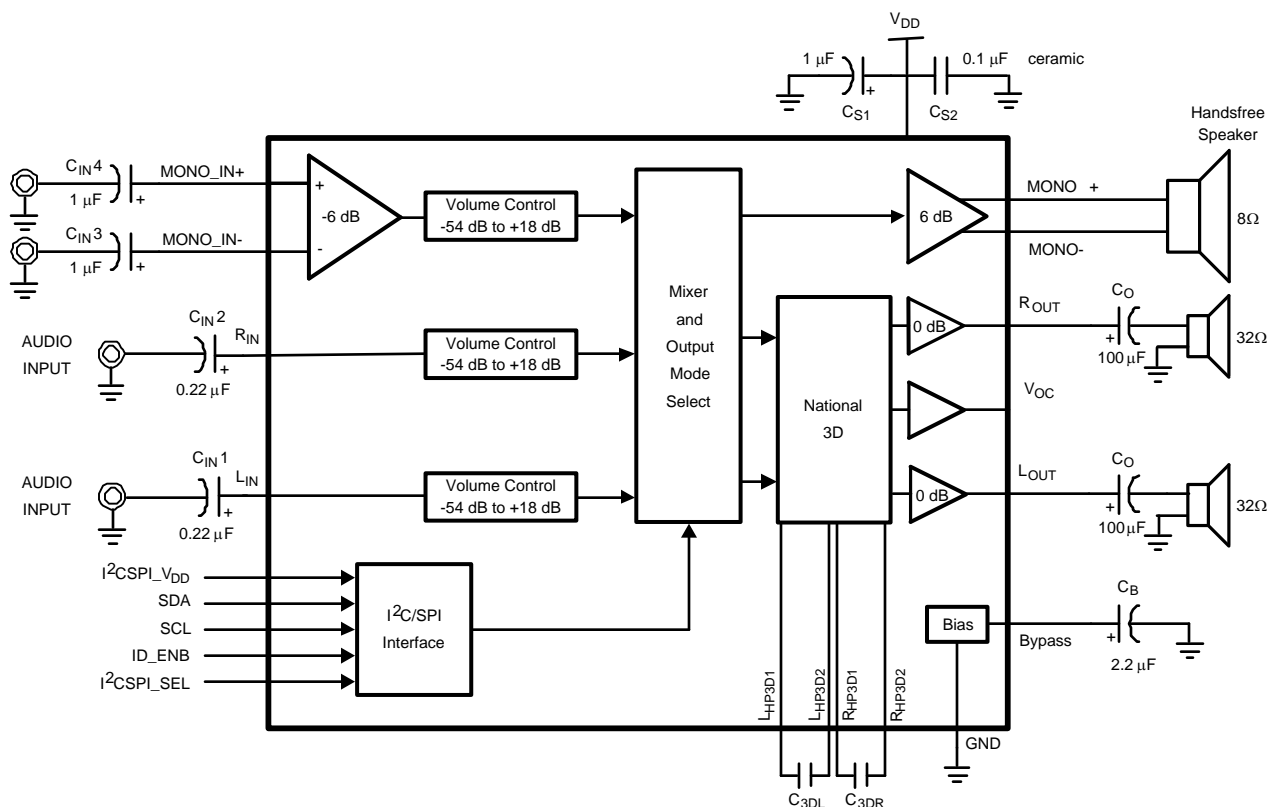 VDD
1 μF
0.1 μF ceramic
CS1
CS2
Handsfree
Speaker
CIN4
MONO_IN+
1 μF
CIN3
MONO_IN-
1 μF
+
-6 dB
-
Volume Control
-54 dB to +18 dB
6 dB
MONO +
MONO-
8Ω
AUDIO
INPUT
CIN2
RIN
0.22 μF
Volume Control
-54 dB to +18 dB
Mixer
and
Output
Mode
Select
National
3D
0 dB
ROUT
CO
100 μF
32Ω
VOC
AUDIO
INPUT
CIN1
LIN
0.22 μF
Volume Control
-54 dB to +18 dB
0 dB
LOUT
CO
100 μF
32Ω
I2CSPI_VDD
SDA
SCL
ID_ENB
I2CSPI_SEL
I2C/SPI
Interface
Bias
Bypass
CB
2.2 μF
LHP3D1
LHP3D2
RHP3D1
RHP3D2
GND
C3DL
C3DR